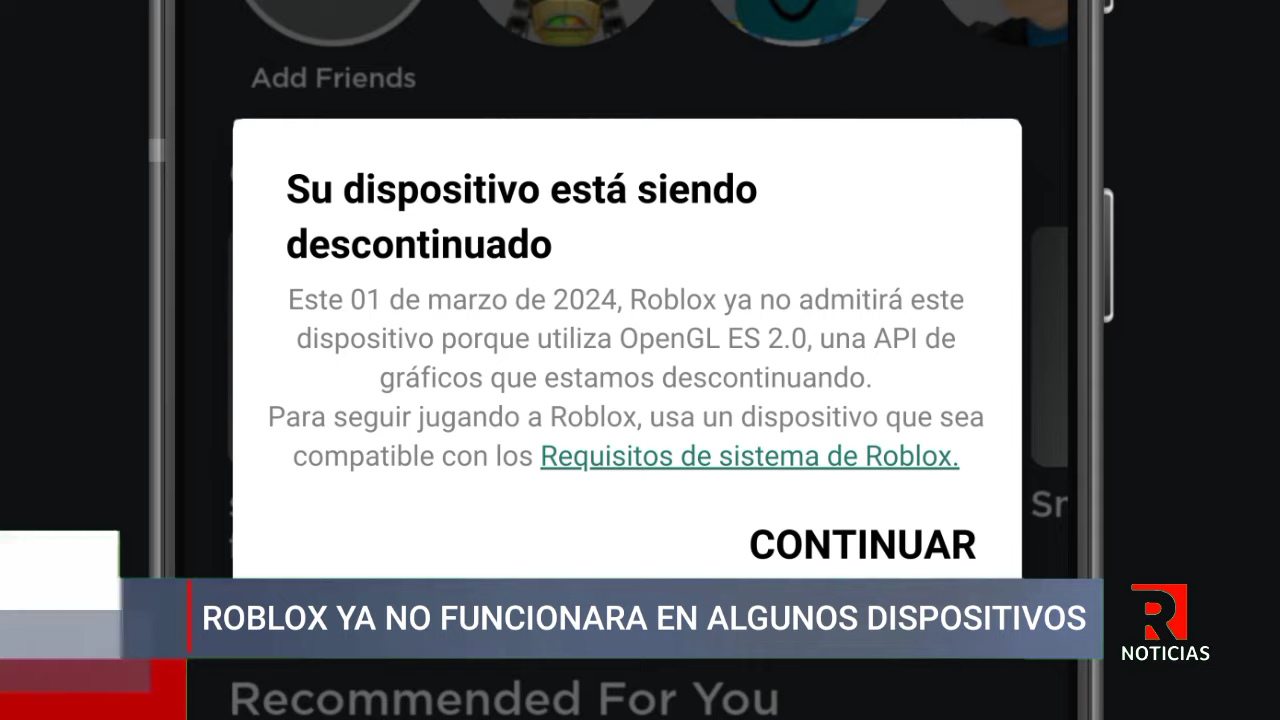 Add Friends
Su dispositivo está siendo
descontinuado
Este 01 de marzo de 2024, Roblox ya no admitirá este
dispositivo porque utiliza OpenGL ES 2.0, una API de
gráficos que estamos descontinuando.
Para seguir jugando a Roblox, usa un dispositivo que sea
compatible con los Requisitos de sistema de Roblox.
CONTINUAR
ROBLOX YA NO FUNCIONARA EN ALGUNOS DISPOSITIVOS
R
NOTICIAS
Recommended For You